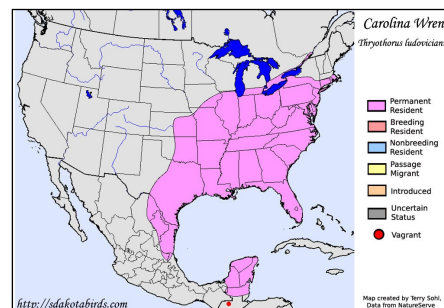 Carolina Wren
Thryothorus ludovician
Permanent
Resident
Breeding
Resident
Nonbreeding
Resident
Passage
Migrant
Introduced
Uncertain
Status
Vagrant
http://sdakotabirds.com
Map created by Terry Sohl.
Data from NatureServe